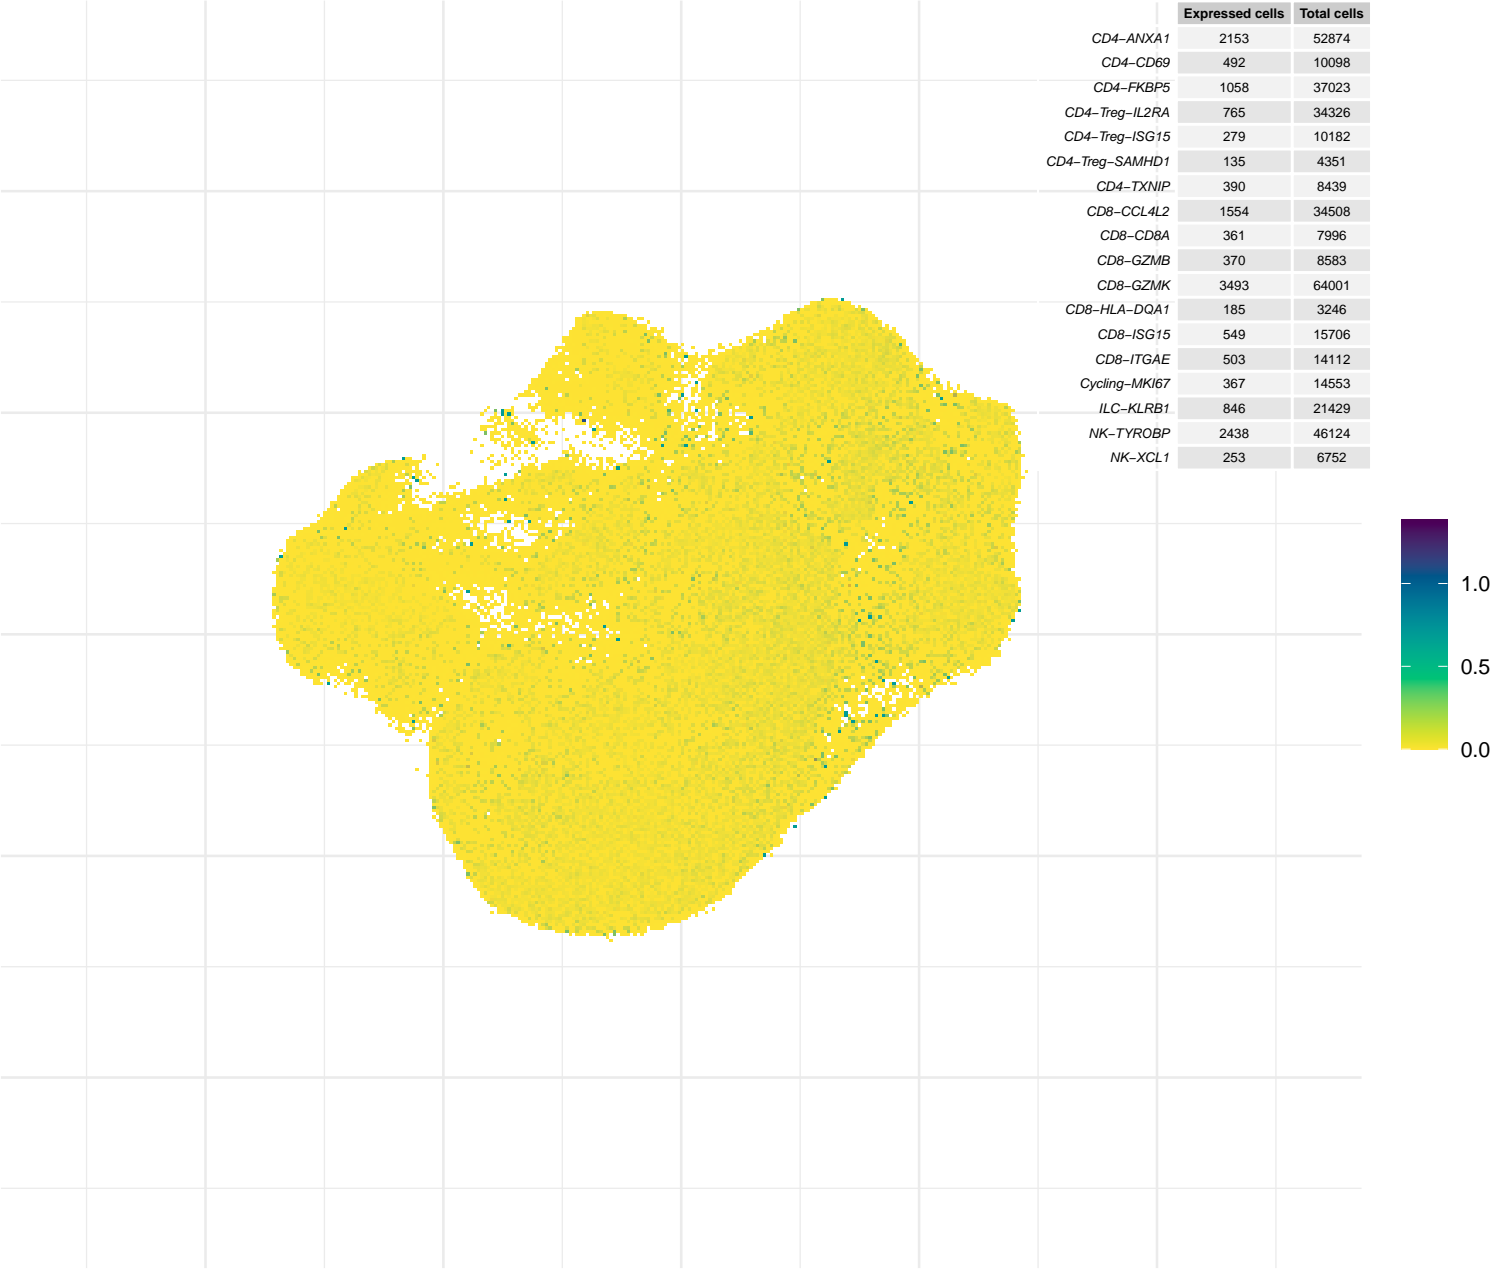 Expressed cells Total cells
CD4−ANXA1 2153 52874
CD4−CD69 492 10098
CD4−FKBP5 1058 37023
CD4−Treg−IL2RA 765 34326
CD4−Treg−ISG15 279 10182
CD4−Treg−SAMHD1 135 4351
CD4−TXNIP 390 8439
CD8−CCL4L2 1554 34508
CD8−CD8A 361 7996
CD8−GZMB 370 8583
CD8−GZMK 3493 64001
CD8−HLA−DQA1 185 3246
CD8−ISG15 549 15706
CD8−ITGAE 503 14112
Cycling−MKI67 367 14553
ILC−KLRB1 846 21429
NK−TYROBP 2438 46124
NK−XCL1 253 6752
1.0
0.5
0.0